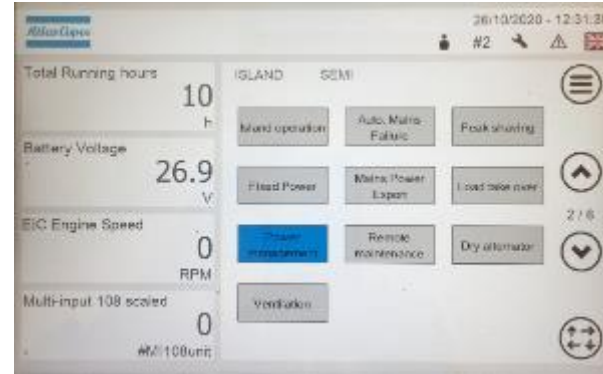 Atlas Copco
26/10/2020 - 12:31:3
#2
Total Running hours
10
h
Battery Voltage
26.9
V
EIC Engine Speed
0
RPM
Multi-input 108 scaled
0
#MI108unit
ISLAND SEMI
Island operation
Auto. Mains
Failure
Peak shaving
Fixed Power
Mains Power
Export
Load take over
Power
management
Remote
maintenance
Dry alternator
Ventilation
2/6